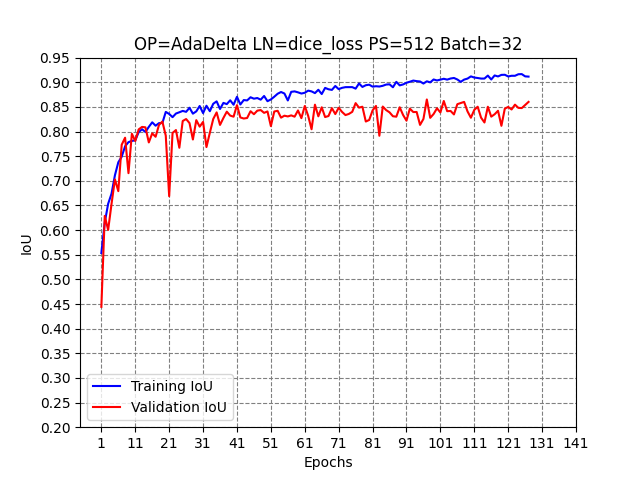 OP=AdaDelta LN=dice_loss PS=512 Batch=32
0.95
0.90
0.85
0.80
0.75
0.70
0.65
0.60
0.55
0.50
0.45
0.40
0.35
0.30
0.25
0.20
IoU
Training IoU
Validation IoU
1 11 21 31 41 51 61 71 81 91 101 111 121 131 141
Epochs